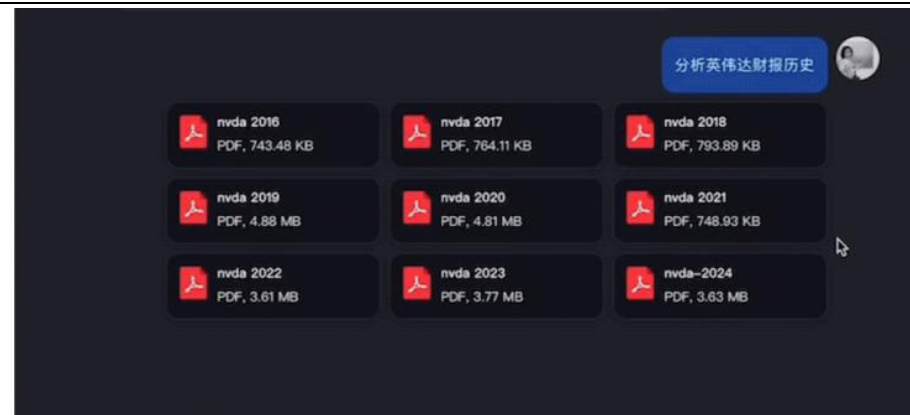 分析英伟达财报历史
nvda 2016
PDF, 743.48 KB
nvda 2017
PDF, 764.11 KB
nvda 2018
PDF, 793.89 KB
nvda 2019
PDF, 4.88 MB
nvda 2020
PDF, 4.81 MB
nvda 2021
PDF, 748.93 KB
nvda 2022
PDF, 3.61 MB
nvda 2023
PDF, 3.77 MB
nvda-2024
PDF, 3.63 MB